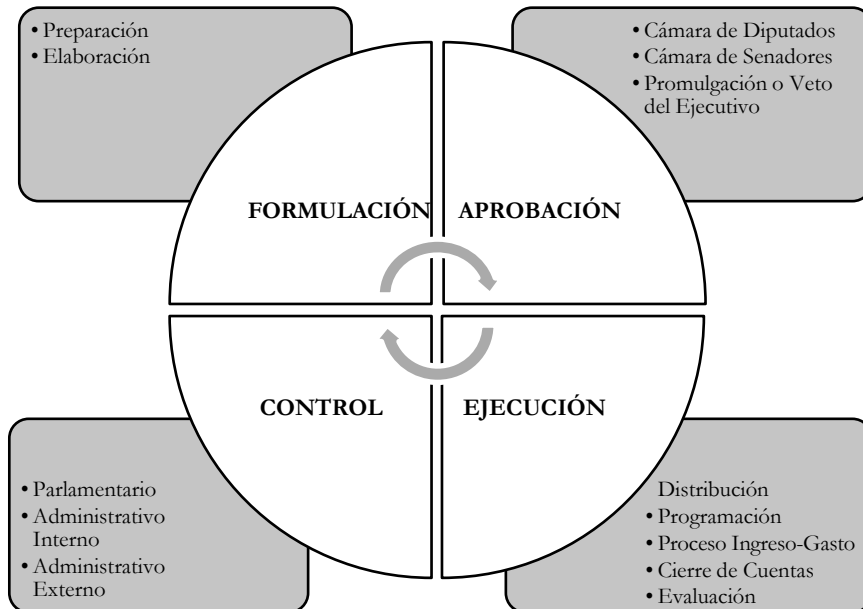 • Preparación
• Elaboración
• Cámara de Diputados
• Cámara de Senadores
• Promulgación o Veto
del Ejecutivo
FORMULACIÓN
APROBACIÓN
CONTROL
EJECUCIÓN
• Parlamentario
• Administrativo
Interno
• Administrativo
Externo
Distribución
• Programación
• Proceso Ingreso-Gasto
• Cierre de Cuentas
• Evaluación